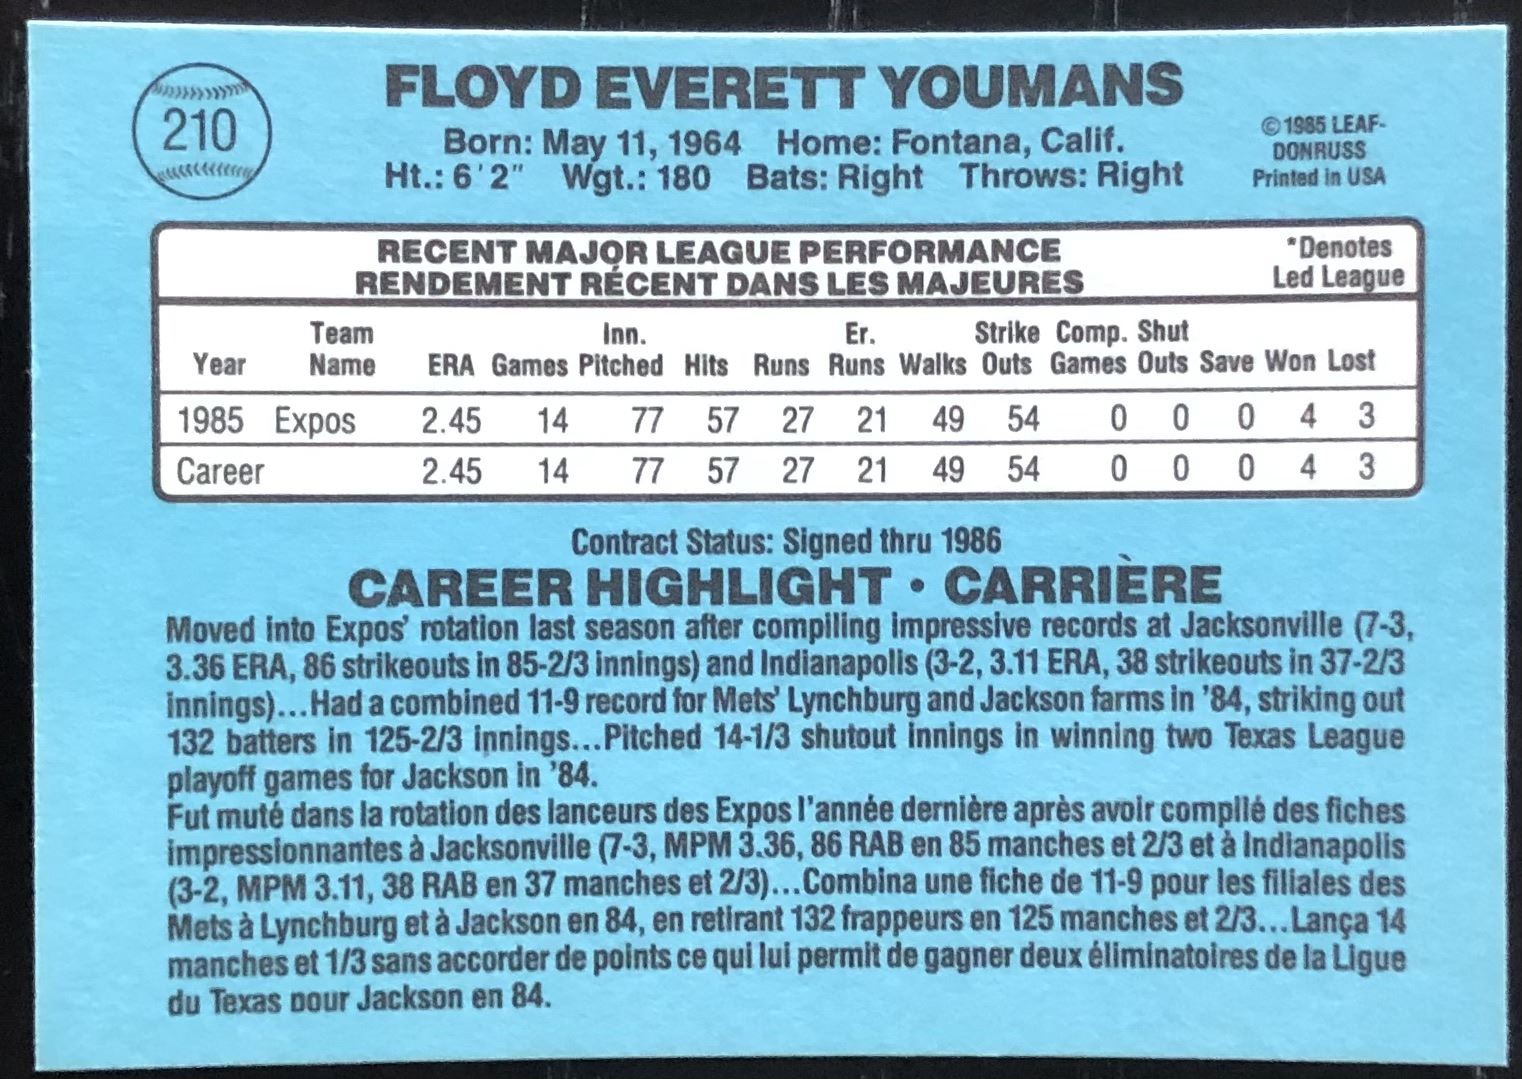 210
FLOYD EVERETT YOUMANS
Born: May 11, 1964 Home: Fontana, Calif.
Ht.: 6'2" Wgt.: 180 Bats: Right Throws: Right
©1985 LEAF-
DONRUSS
Printed in USA
RECENT MAJOR LEAGUE PERFORMANCE
RENDEMENT RÉCENT DANS LES MAJEURES
*Denotes
Led League
Team Inn. Er. Strike Comp. Shut
Year Name ERA Games Pitched Hits Runs Runs Walks Outs Games Outs Save Won Lost
1985 Expos 2.45 14 77 57 27 21 49 54 0 0 0 4 3
Career 2.45 14 77 57 27 21 49 54 0 0 0 4 3
Contract Status: Signed thru 1986
CAREER HIGHLIGHT • CARRIÈRE
Moved into Expos' rotation last season after compiling impressive records at Jacksonville (7-3,
3.36 ERA, 86 strikeouts in 85-2/3 innings) and Indianapolis (3-2, 3.11 ERA, 38 strikeouts in 37-2/3
innings)...Had a combined 11-9 record for Mets' Lynchburg and Jackson farms in '84, striking out
132 batters in 125-2/3 innings...Pitched 14-1/3 shutout innings in winning two Texas League
playoff games for Jackson in '84.
Fut muté dans la rotation des lanceurs des Expos l'année dernière après avoir compilé des fiches
impressionnantes à Jacksonville (7-3, MPM 3.36, 86 RAB en 85 manches et 2/3 et à Indianapolis
(3-2, MPM 3.11, 38 RAB en 37 manches et 2/3)...Combina une fiche de 11-9 pour les filiales des
Mets à Lynchburg et à Jackson en 84, en retirant 132 frappeurs en 125 manches et 2/3...Lança 14
manches et 1/3 sans accorder de points ce qui lui permit de gagner deux éliminatoires de la Ligue
du Texas pour Jackson en 84.